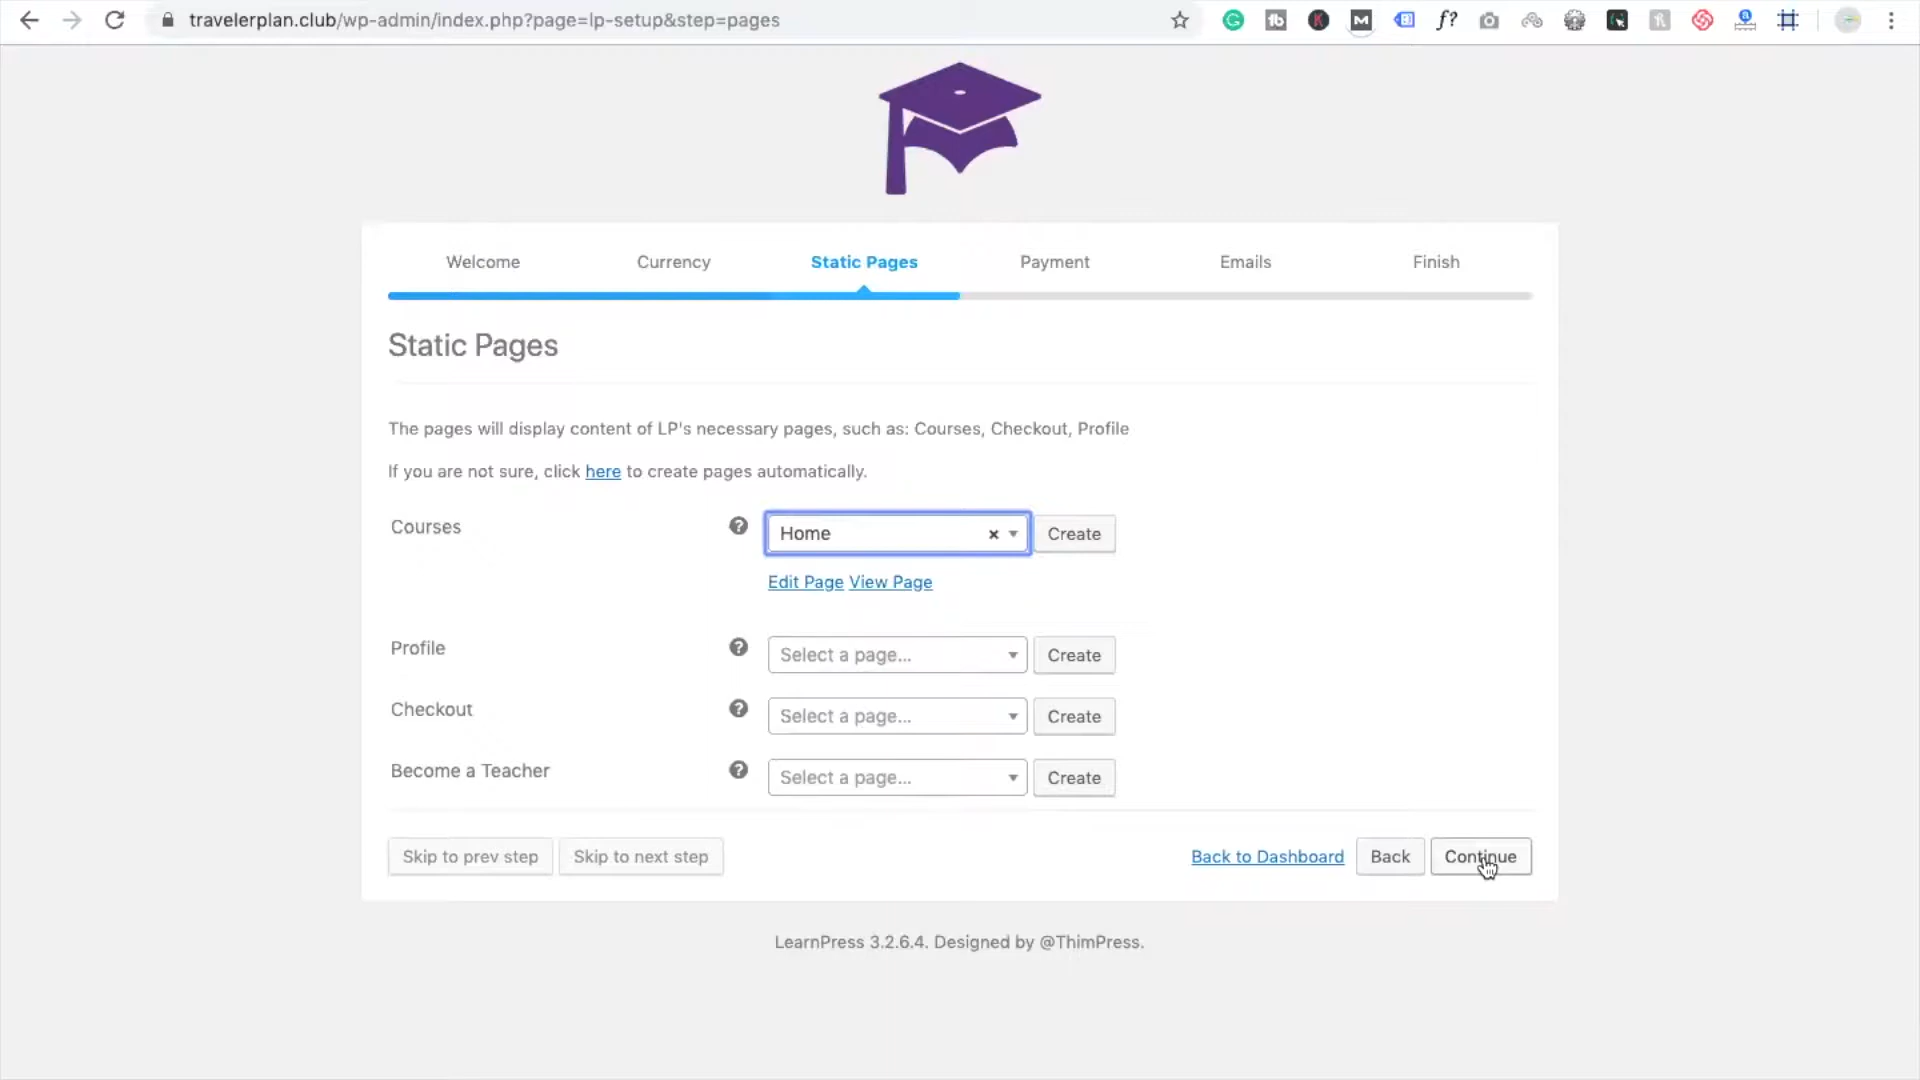 travelerplan.club/wp-admin/index.php?page=lp-setup&step=pages
Welcome Currency Static Pages Payment Emails Finish
Static Pages
The pages will display content of LP's necessary pages, such as: Courses, Checkout, Profile
If you are not sure, click here to create pages automatically.
Courses ? Home × Create
Edit Page View Page
Profile ? Select a page... Create
Checkout ? Select a page... Create
Become a Teacher ? Select a page... Create
Skip to prev step Skip to next step Back to Dashboard Back Continue
LearnPress 3.2.6.4. Designed by @ThimPress.